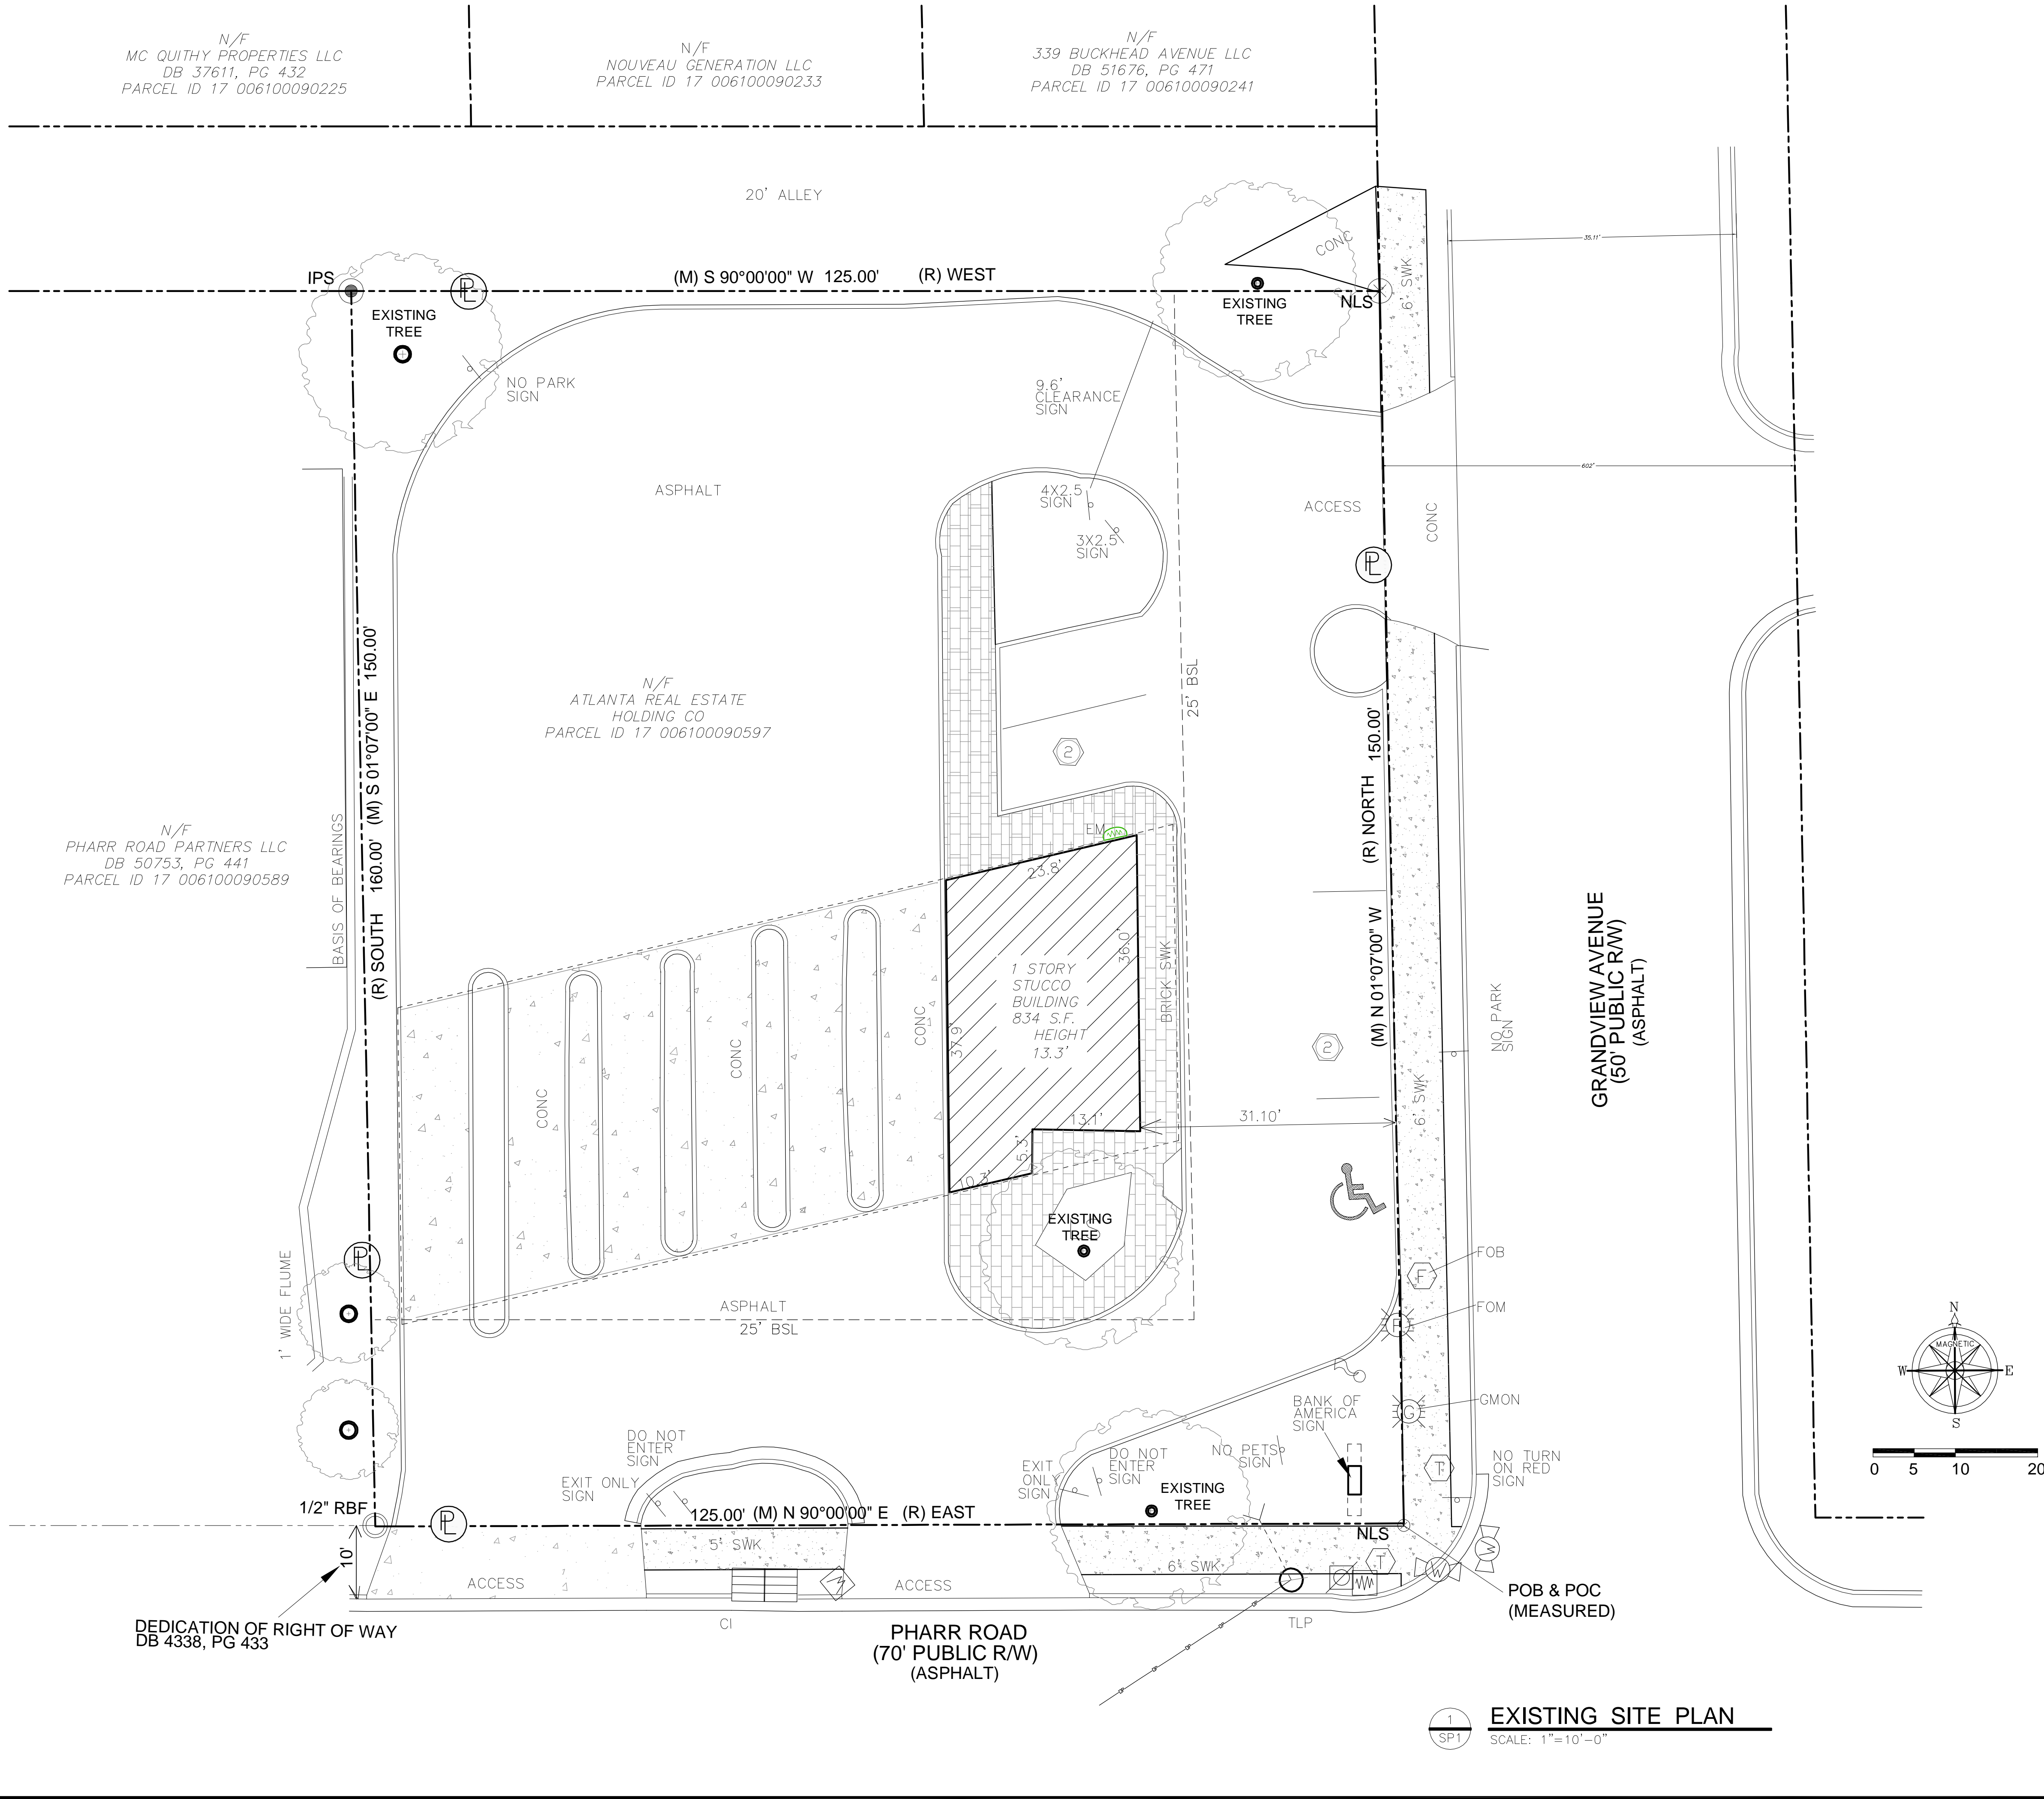 N/F
MC QUITHY PROPERTIES LLC
DB 37611, PG 432
PARCEL ID 17 006100090225
N/F
NOUVEAU GENERATION LLC
PARCEL ID 17 006100090233
N/F
339 BUCKHEAD AVENUE LLC
DB 51676, PG 471
PARCEL ID 17 006100090241
20' ALLEY
CONC
6' SWK
35.11'
IPS
PL
(M) S 90°00'00" W 125.00'
(R) WEST
NLS
EXISTING
TREE
EXISTING
TREE
NO PARK
SIGN
9.6'
CLEARANCE
SIGN
602'
ASPHALT
4X2.5
SIGN
3X2.5
SIGN
ACCESS
CONC
PL
25' BSL
N/F
ATLANTA REAL ESTATE
HOLDING CO
PARCEL ID 17 006100090597
2
(R) SOUTH 160.00' (M) S 01°07'00" E 150.00'
BASIS OF BEARINGS
N/F
PHARR ROAD PARTNERS LLC
DB 50753, PG 441
PARCEL ID 17 006100090589
(M) N 01°07'00" W (R) NORTH 150.00'
EM
23.8'
36.0'
37.9'
1 STORY
STUCCO
BUILDING
834 S.F.
HEIGHT
13.3'
BRICK SWK
CONC
CONC
CONC
2
NO PARK
SIGN
6' SWK
GRANDVIEW AVENUE
(50' PUBLIC R/W)
(ASPHALT)
13.1'
5.3'
10.3'
31.10'
EXISTING
TREE
PL
1' WIDE FLUME
ASPHALT
25' BSL
F
FOB
F
FOM
G
GMON
N
MAGNETIC
W
E
S
0 5 10 20
BANK OF
AMERICA
SIGN
DO NOT
ENTER
SIGN
EXIT ONLY
SIGN
EXIT
ONLY
SIGN
DO NOT
ENTER
SIGN
NO PETS
SIGN
EXISTING
TREE
T
NO TURN
ON RED
SIGN
1/2" RBF
PL
125.00' (M) N 90°00'00" E (R) EAST
NLS
10'
5' SWK
6' SWK
T
W
W
ACCESS
ACCESS
POB & POC
(MEASURED)
DEDICATION OF RIGHT OF WAY
DB 4338, PG 433
CI
TLP
PHARR ROAD
(70' PUBLIC R/W)
(ASPHALT)
1
SP1
EXISTING SITE PLAN
SCALE: 1"=10'-0"